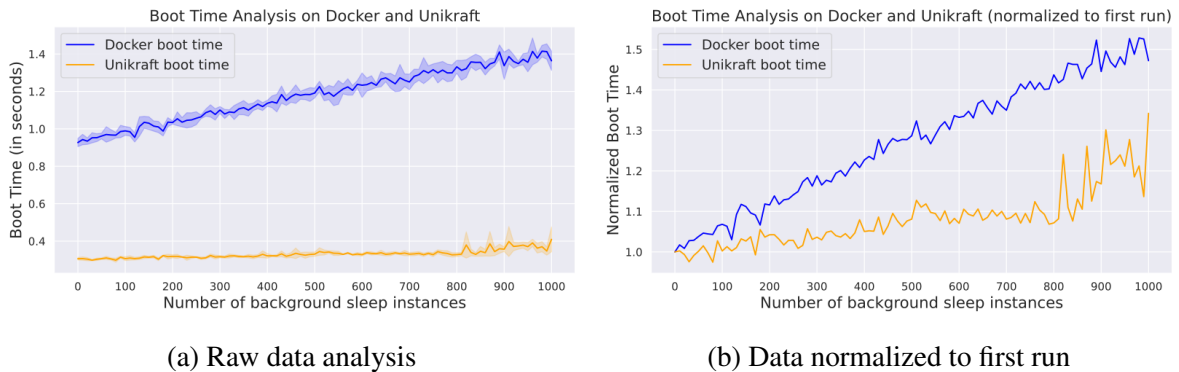 Boot Time Analysis on Docker and Unikraft
Docker boot time
Unikraft boot time
Boot Time (in seconds)
1.4
1.2
1.0
0.8
0.6
0.4
0 100 200 300 400 500 600 700 800 900 1000
Number of background sleep instances
(a) Raw data analysis
Boot Time Analysis on Docker and Unikraft (normalized to first run)
Docker boot time
Unikraft boot time
Normalized Boot Time
1.5
1.4
1.3
1.2
1.1
1.0
0 100 200 300 400 500 600 700 800 900 1000
Number of background sleep instances
(b) Data normalized to first run